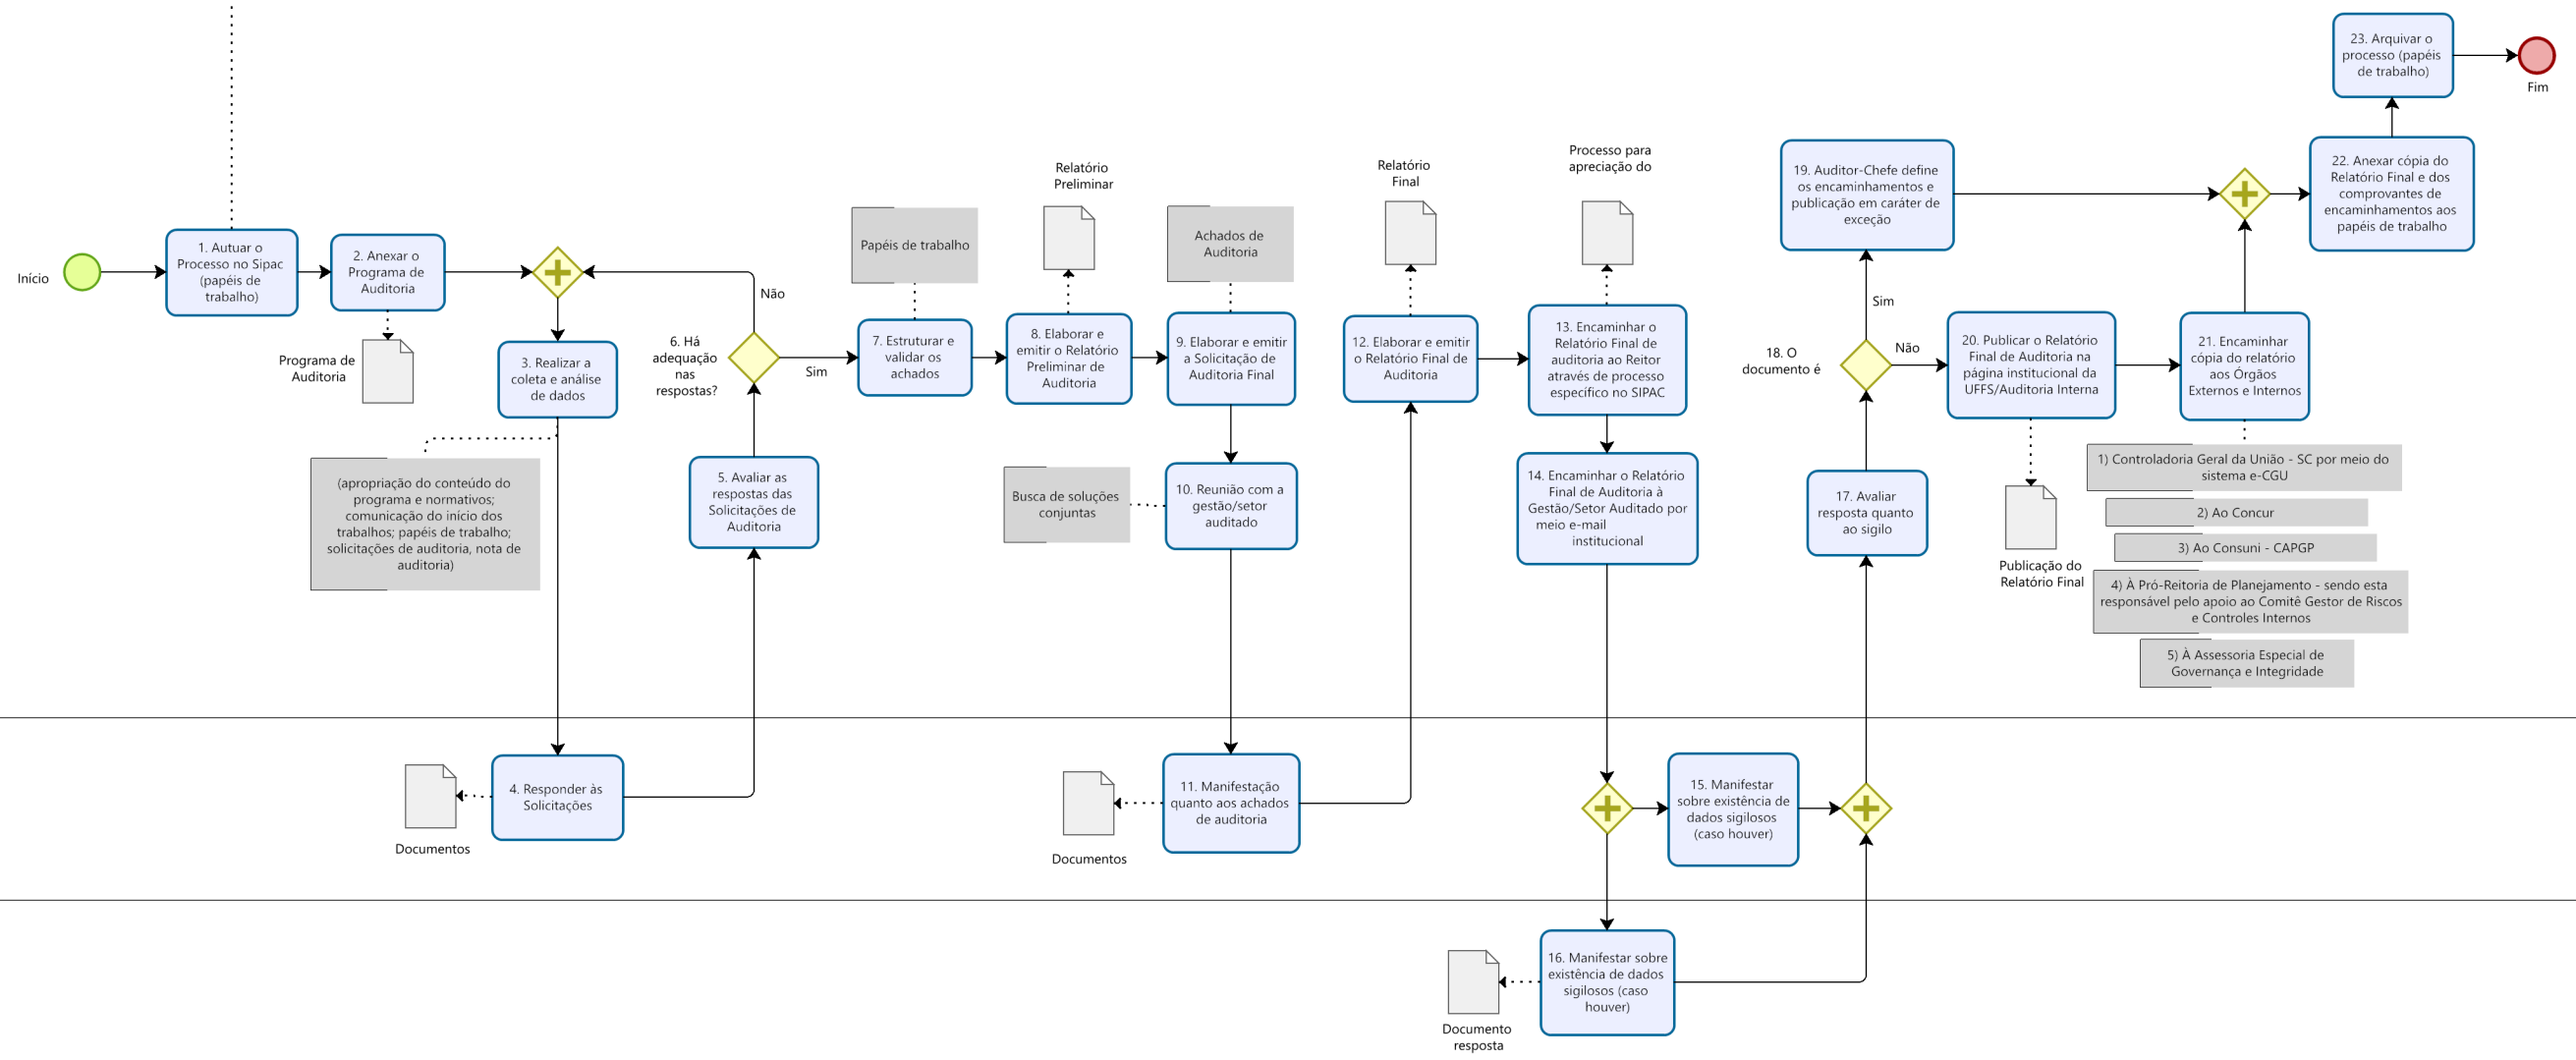 Início
1. Autuar o
Processo no Sipac
(papéis de
trabalho)
2. Anexar o
Programa de
Auditoria
Programa de
Auditoria
3. Realizar a
coleta e análise
de dados
(apropriação do conteúdo do
programa e normativos;
comunicação do início dos
trabalhos; papéis de trabalho;
solicitações de auditoria, nota de
auditoria)
4. Responder às
Solicitações
Documentos
5. Avaliar as
respostas das
Solicitações de
Auditoria
6. Há
adequação
nas
respostas?
Não
Sim
Papéis de trabalho
7. Estruturar e
validar os
achados
Relatório
Preliminar
8. Elaborar e
emitir o Relatório
Preliminar de
Auditoria
Achados de
Auditoria
9. Elaborar e emitir
a Solicitação de
Auditoria Final
Busca de soluções
conjuntas
10. Reunião com a
gestão/setor
auditado
11. Manifestação
quanto aos achados
de auditoria
Documentos
Relatório
Final
12. Elaborar e emitir
o Relatório Final de
Auditoria
Processo para
apreciação do
13. Encaminhar o
Relatório Final de
auditoria ao Reitor
através de processo
específico no SIPAC
14. Encaminhar o Relatório
Final de Auditoria à
Gestão/Setor Auditado por
meio e-mail
institucional
15. Manifestar
sobre existência de
dados sigilosos
(caso houver)
16. Manifestar sobre
existência de dados
sigilosos (caso
houver)
Documento
resposta
17. Avaliar
resposta quanto
ao sigilo
18. O
documento é
Sim
Não
19. Auditor-Chefe define
os encaminhamentos e
publicação em caráter de
exceção
20. Publicar o Relatório
Final de Auditoria na
página institucional da
UFFS/Auditoria Interna
Publicação do
Relatório Final
21. Encaminhar
cópia do relatório
aos Órgãos
Externos e Internos
1) Controladoria Geral da União - SC por meio do
sistema e-CGU
2) Ao Concur
3) Ao Consuni - CAPGP
4) À Pró-Reitoria de Planejamento - sendo esta
responsável pelo apoio ao Comitê Gestor de Riscos
e Controles Internos
5) À Assessoria Especial de
Governança e Integridade
22. Anexar cópia do
Relatório Final e dos
comprovantes de
encaminhamentos aos
papéis de trabalho
23. Arquivar o
processo (papéis
de trabalho)
Fim